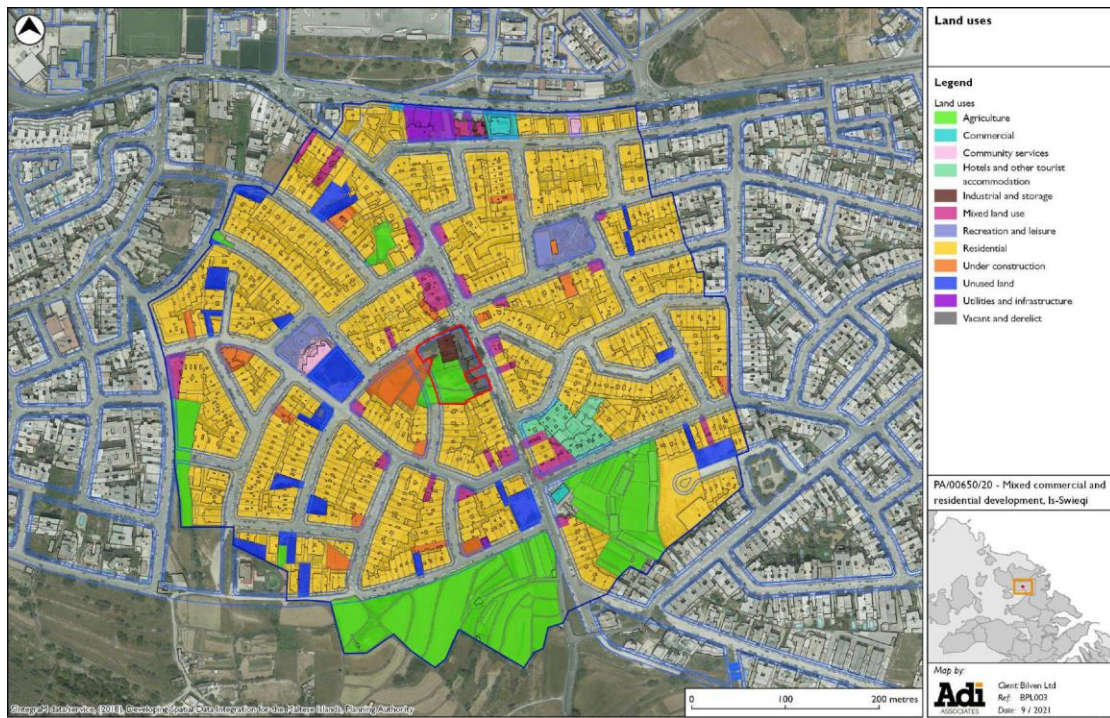 Land uses
Legend
Land uses
Agriculture
Commercial
Community services
Hotels and other tourist
accommodation
Industrial and storage
Mixed land use
Recreation and leisure
Residential
Under construction
Unused land
Utilities and infrastructure
Vacant and derelict
PA/00650/20 - Mixed commercial and
residential development, Is-Swieqi
Map by:
Adi
ASSOCIATES
Client: Bilven Ltd
Ref: BPL003
Date: 9 / 2021
0 100 200 metres
SIntegraM data service, (2018), Developing Spatial Data Integration for the Maltese Islands, Planning Authority